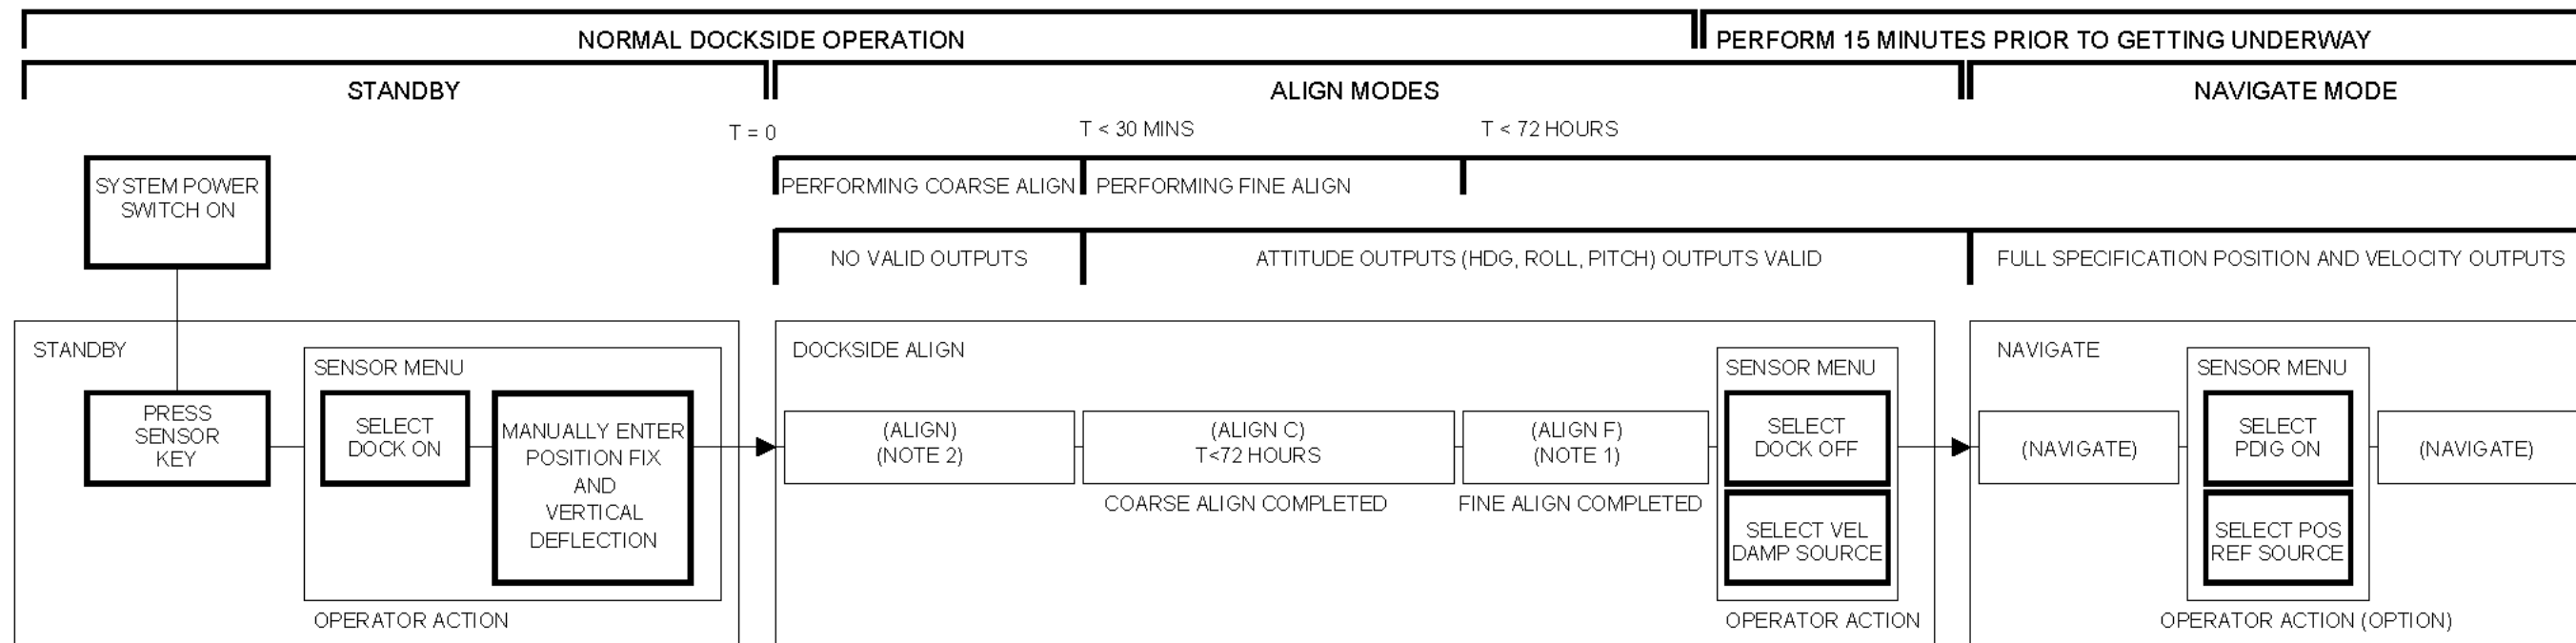 NORMAL DOCKSIDE OPERATION
PERFORM 15 MINUTES PRIOR TO GETTING UNDERWAY
STANDBY
ALIGN MODES
NAVIGATE MODE
T = 0
T < 30 MINS
T < 72 HOURS
SYSTEM POWER
SWITCH ON
PERFORMING COARSE ALIGN
PERFORMING FINE ALIGN
NO VALID OUTPUTS
ATTITUDE OUTPUTS (HDG, ROLL, PITCH) OUTPUTS VALID
FULL SPECIFICATION POSITION AND VELOCITY OUTPUTS
STANDBY
PRESS
SENSOR
KEY
SENSOR MENU
SELECT
DOCK ON
MANUALLY ENTER
POSITION FIX
AND
VERTICAL
DEFLECTION
OPERATOR ACTION
DOCKSIDE ALIGN
(ALIGN)
(NOTE 2)
(ALIGN C)
T<72 HOURS
COARSE ALIGN COMPLETED
(ALIGN F)
(NOTE 1)
FINE ALIGN COMPLETED
SENSOR MENU
SELECT
DOCK OFF
SELECT VEL
DAMP SOURCE
OPERATOR ACTION
NAVIGATE
(NAVIGATE)
SENSOR MENU
SELECT
PDIG ON
SELECT POS
REF SOURCE
OPERATOR ACTION (OPTION)
(NAVIGATE)